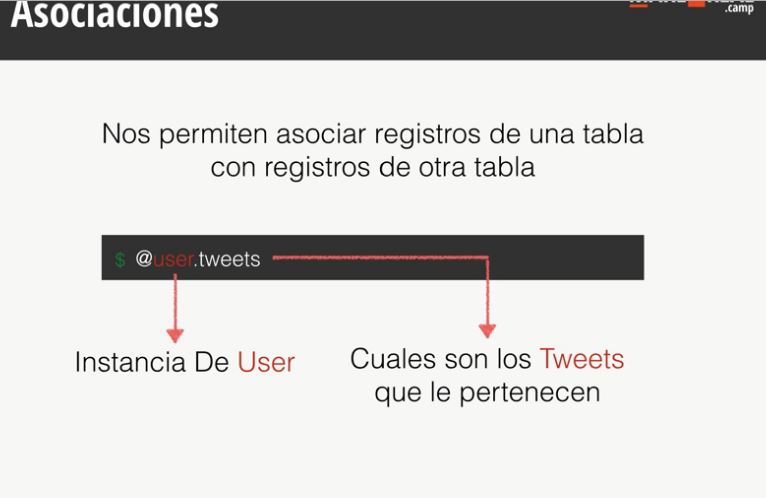 Asociaciones
.camp
Nos permiten asociar registros de una tabla
con registros de otra tabla
$ @user.tweets
Instancia De User
Cuales son los Tweets
que le pertenecen